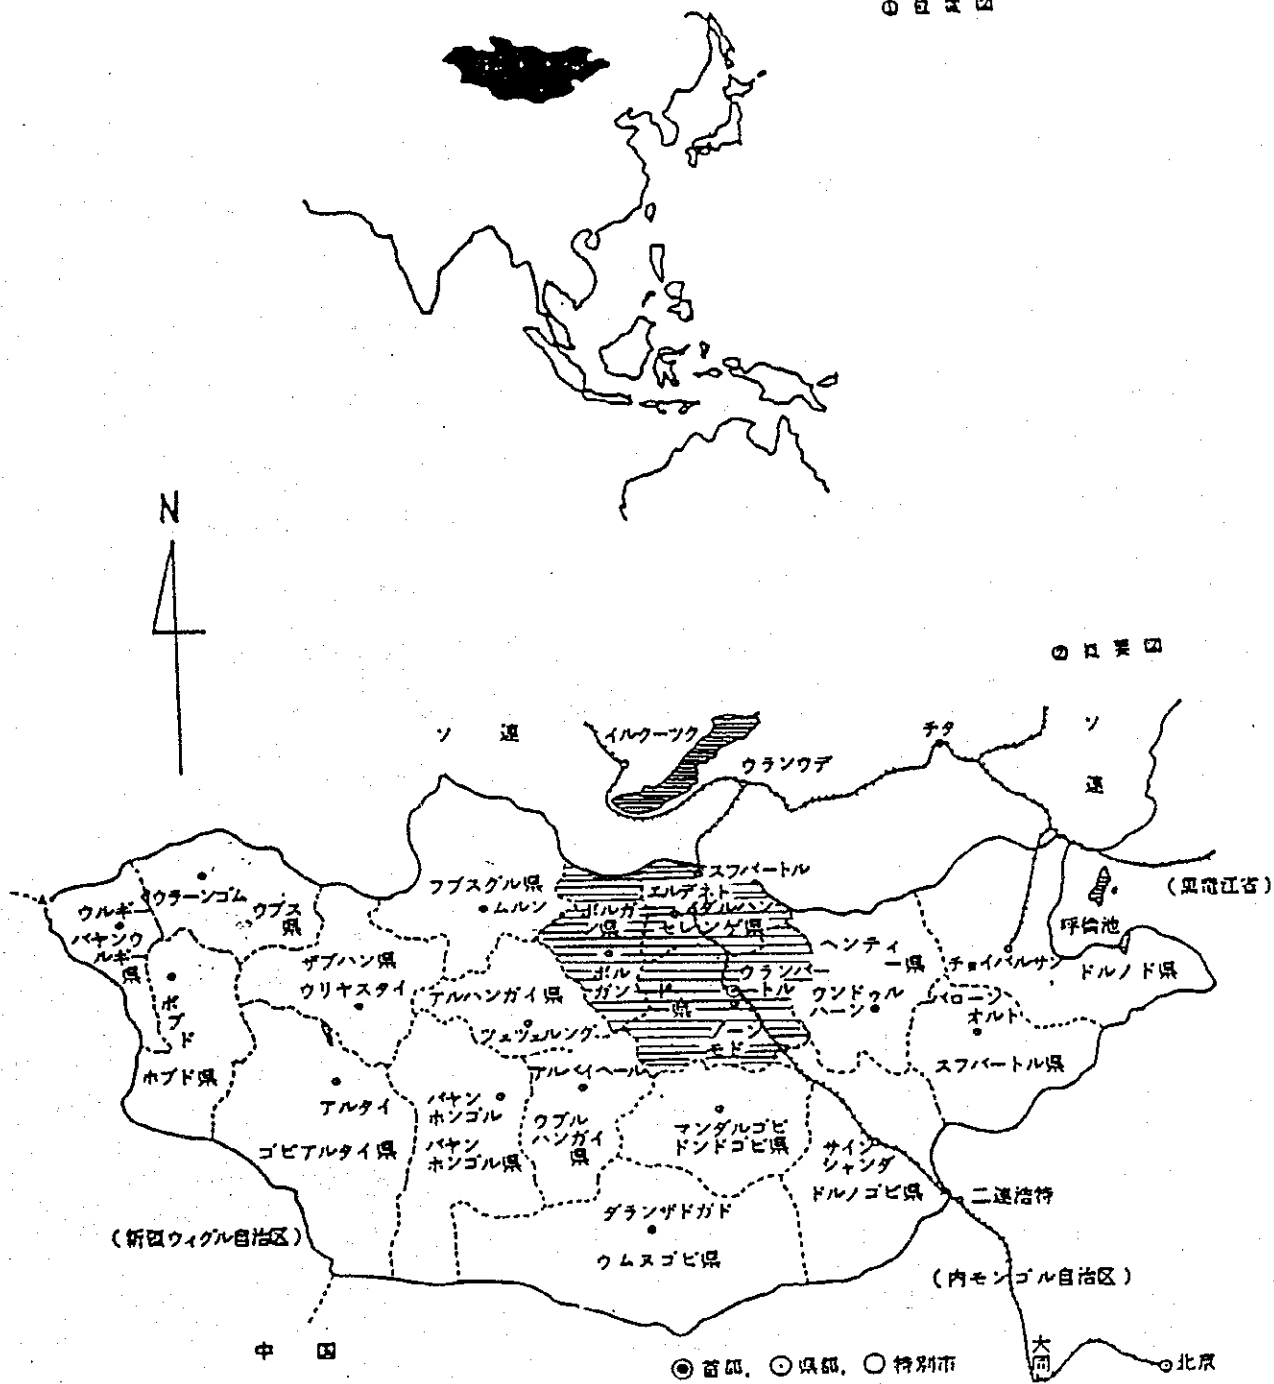 ① 位置図
N
② 概要図
ソ 連
イルクーツク
ウランウデ
チタ
ソ
連
スフバートル
エルデネト
ダルハン
セレンゲ県
フブスグル県
ムルン
ボルガ
ン県
ボル
ガン
ウラーンゴム
ウブス
県
ウルギー
バヤンウ
ルギー
県
ホブド
ホブド県
ザブハン県
ウリヤスタイ
アルハンガイ県
ツェツェルング
ウランバー
トル
県
ゾーン
モド
ヘンティ
ー県
ウンドゥル
ハーン
チョイバルサン
ドルノド県
呼倫池
(黒竜江省)
バローン
オルト
スフバートル県
アルバイヘール
アルタイ
ゴビアルタイ県
バヤン
ホンゴル
バヤン
ホンゴル県
ウブル
ハンガイ
県
マンダルゴビ
ドンドゴビ県
サイン
シャンダ
ドルノゴビ県
二連浩特
ダランザドガド
ウムヌゴビ県
(新疆ウィグル自治区)
(内モンゴル自治区)
中 国
大同
北京
◉ 首都, ⊙ 県都, ○ 特別市